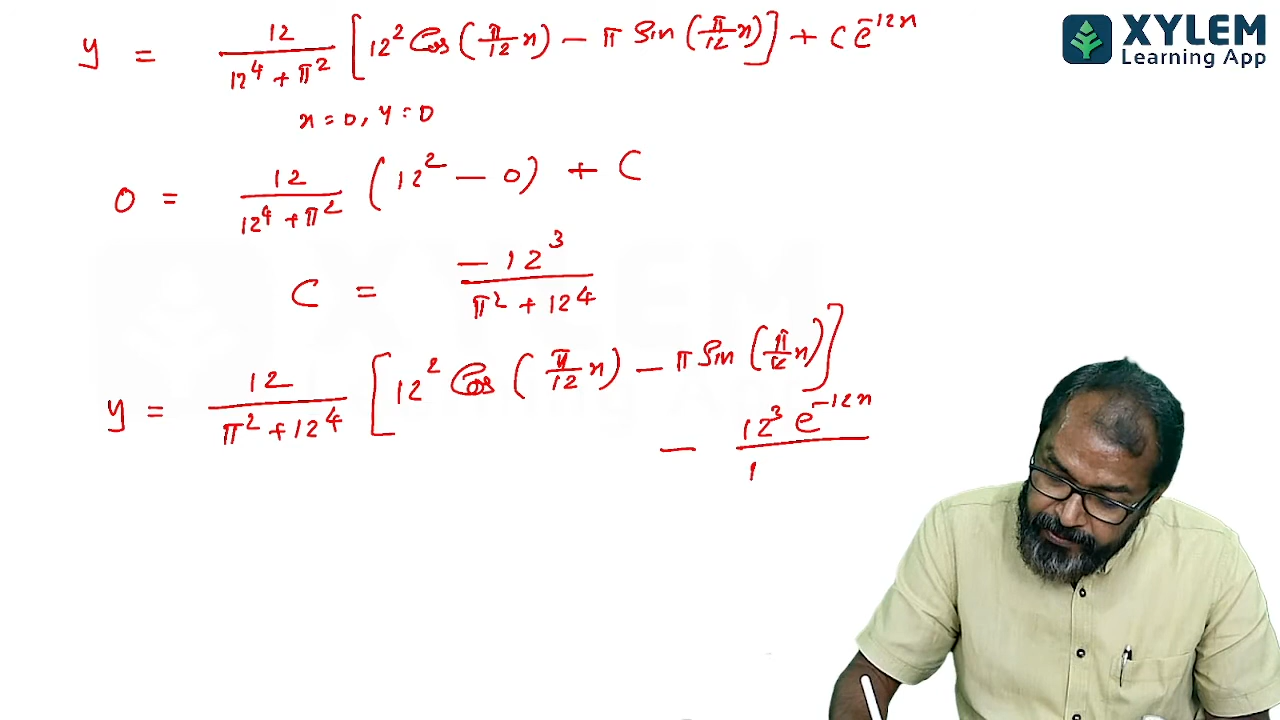 XYLEM
Learning App
y = 12/(12⁴ + π²) [12² Cos(π/12 x) − π Sin(π/12 x)] + C e^(−12x)
x = 0, y = 0
0 = 12/(12⁴ + π²) (12² − 0) + C
C = −12³/(π² + 12⁴)
y = 12/(π² + 12⁴) [12² Cos(π/12 x) − π Sin(π/12 x)]
− 12³ e^(−12x)/1